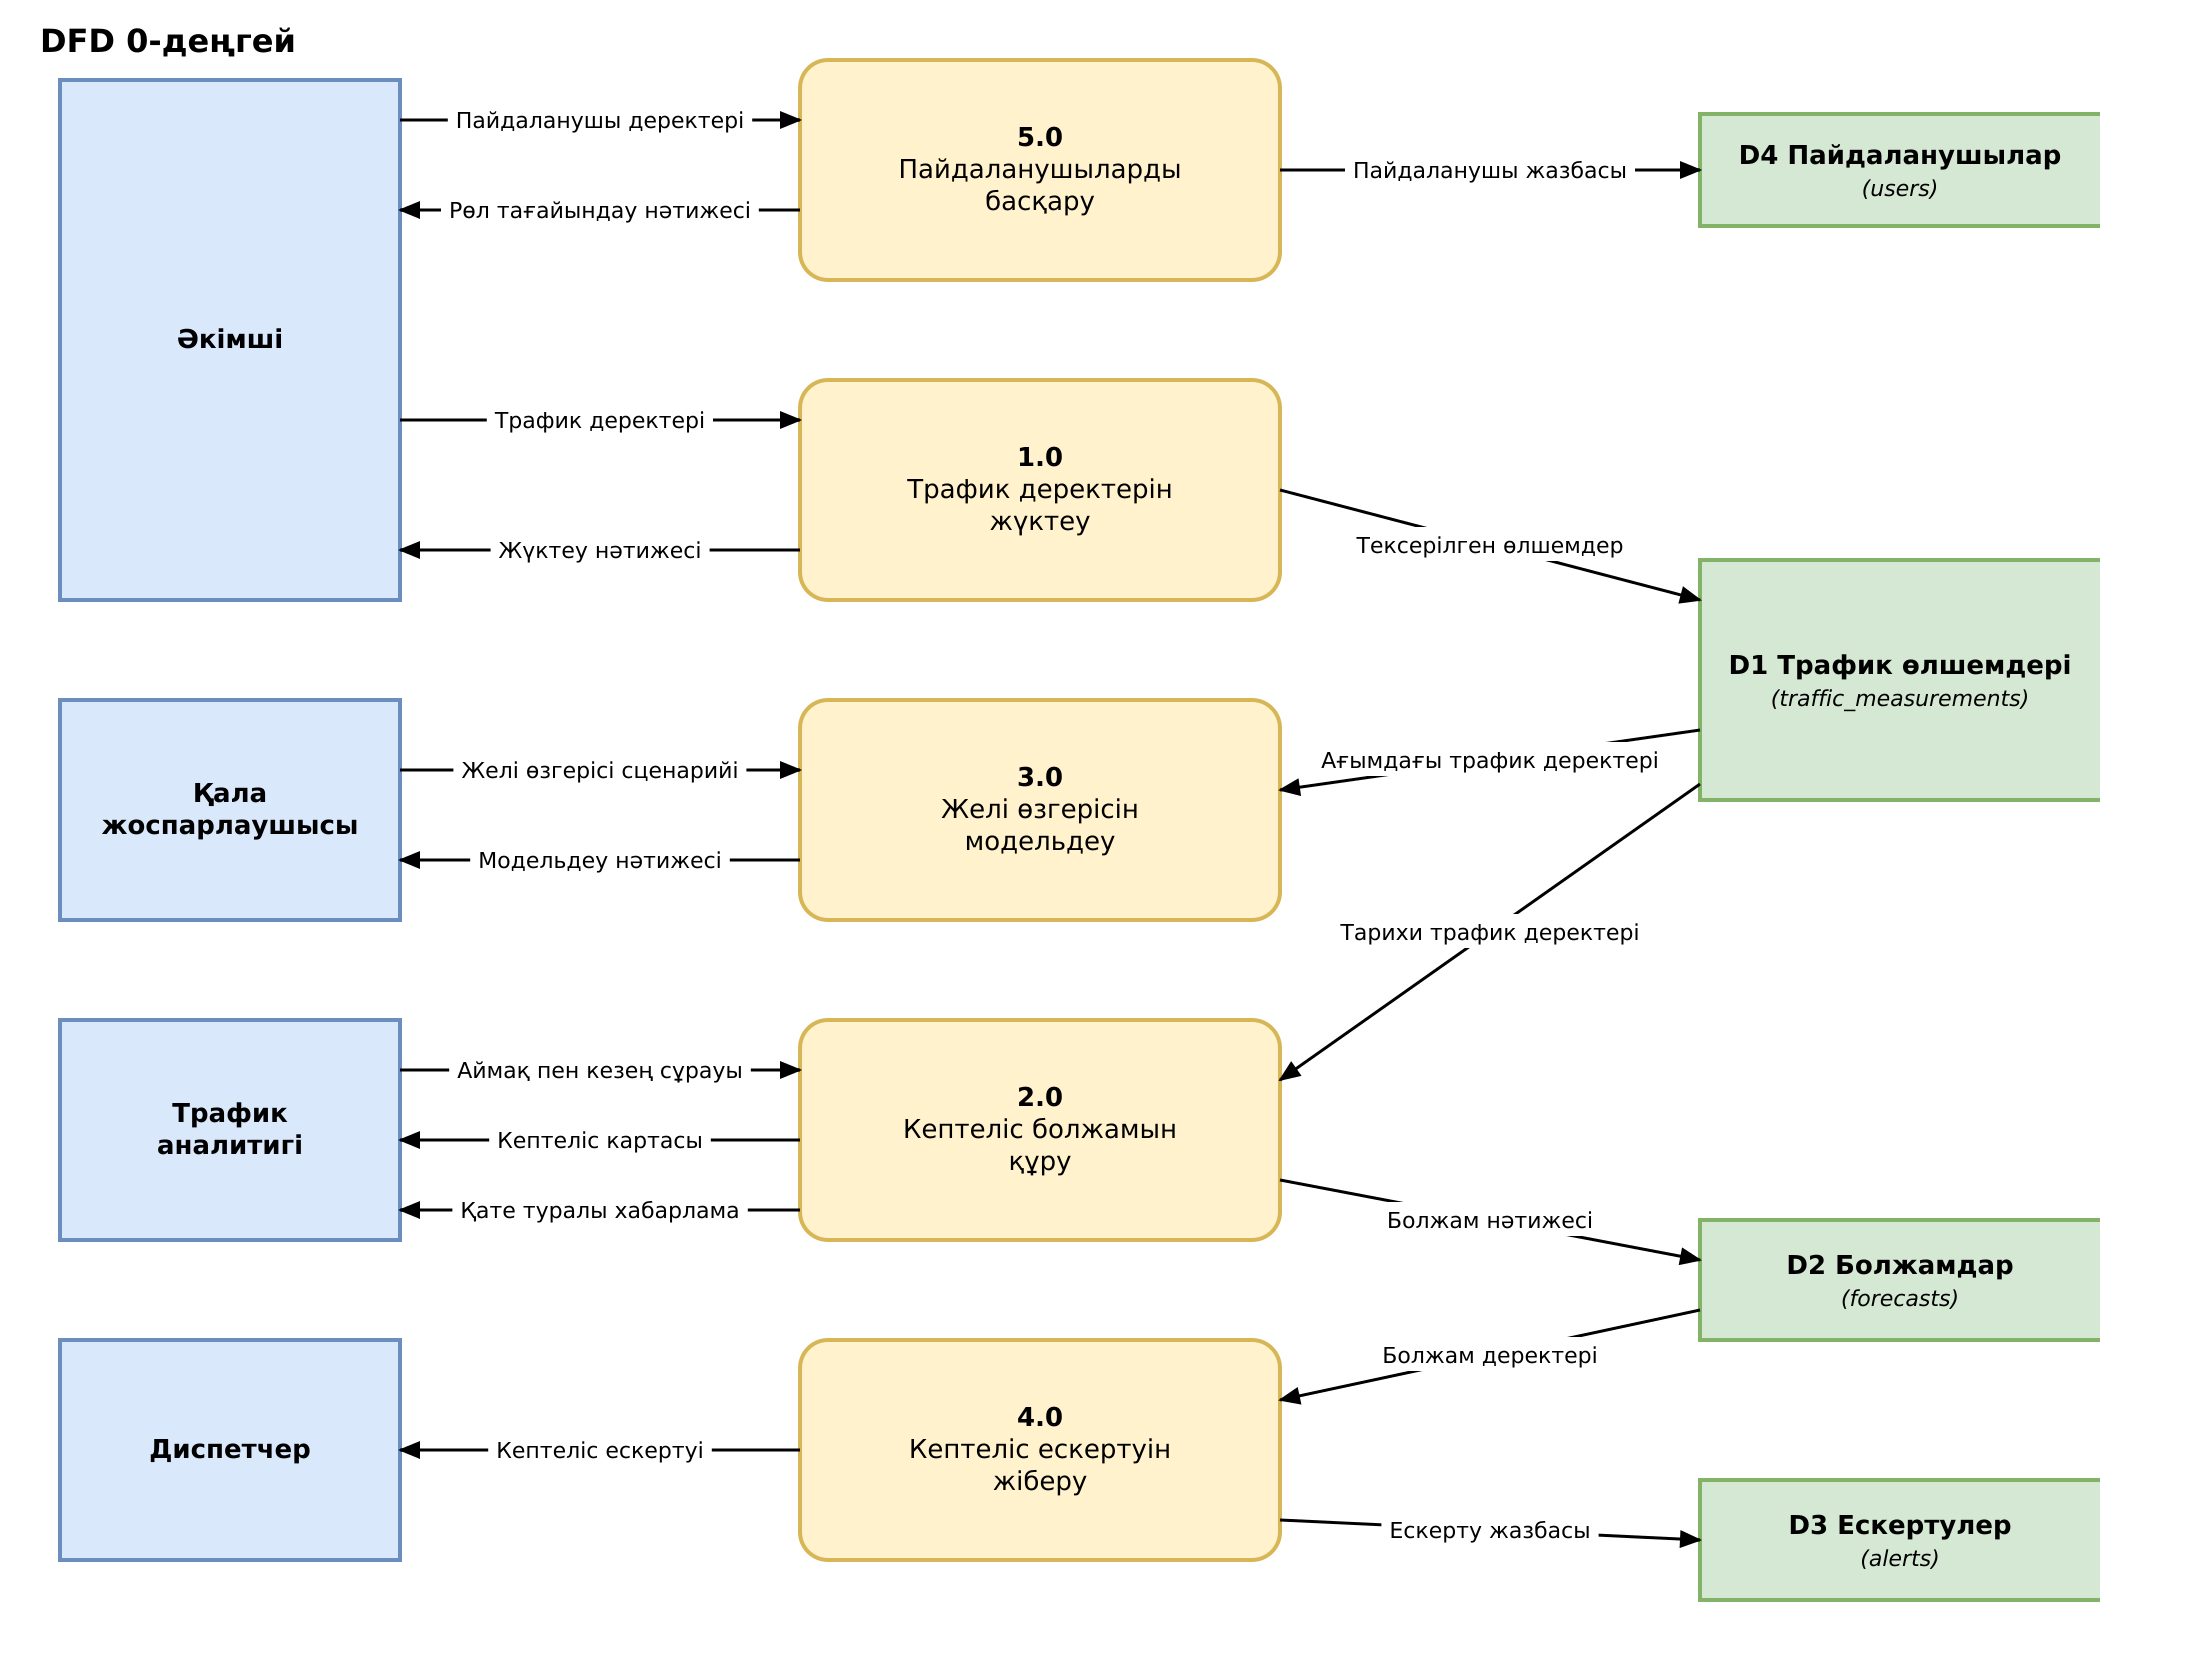 DFD 0-деңгей
Әкімші
Пайдаланушы деректері
Рөл тағайындау нәтижесі
5.0
Пайдаланушыларды
басқару
Пайдаланушы жазбасы
D4 Пайдаланушылар
(users)
Трафик деректері
Жүктеу нәтижесі
1.0
Трафик деректерін
жүктеу
Тексерілген өлшемдер
D1 Трафик өлшемдері
(traffic_measurements)
Қала
жоспарлаушысы
Желі өзгерісі сценарийі
Модельдеу нәтижесі
3.0
Желі өзгерісін
модельдеу
Ағымдағы трафик деректері
Тарихи трафик деректері
Трафик
аналитигі
Аймақ пен кезең сұрауы
Кептеліс картасы
Қате туралы хабарлама
2.0
Кептеліс болжамын
құру
Болжам нәтижесі
D2 Болжамдар
(forecasts)
Болжам деректері
Диспетчер
Кептеліс ескертуі
4.0
Кептеліс ескертуін
жіберу
Ескерту жазбасы
D3 Ескертулер
(alerts)